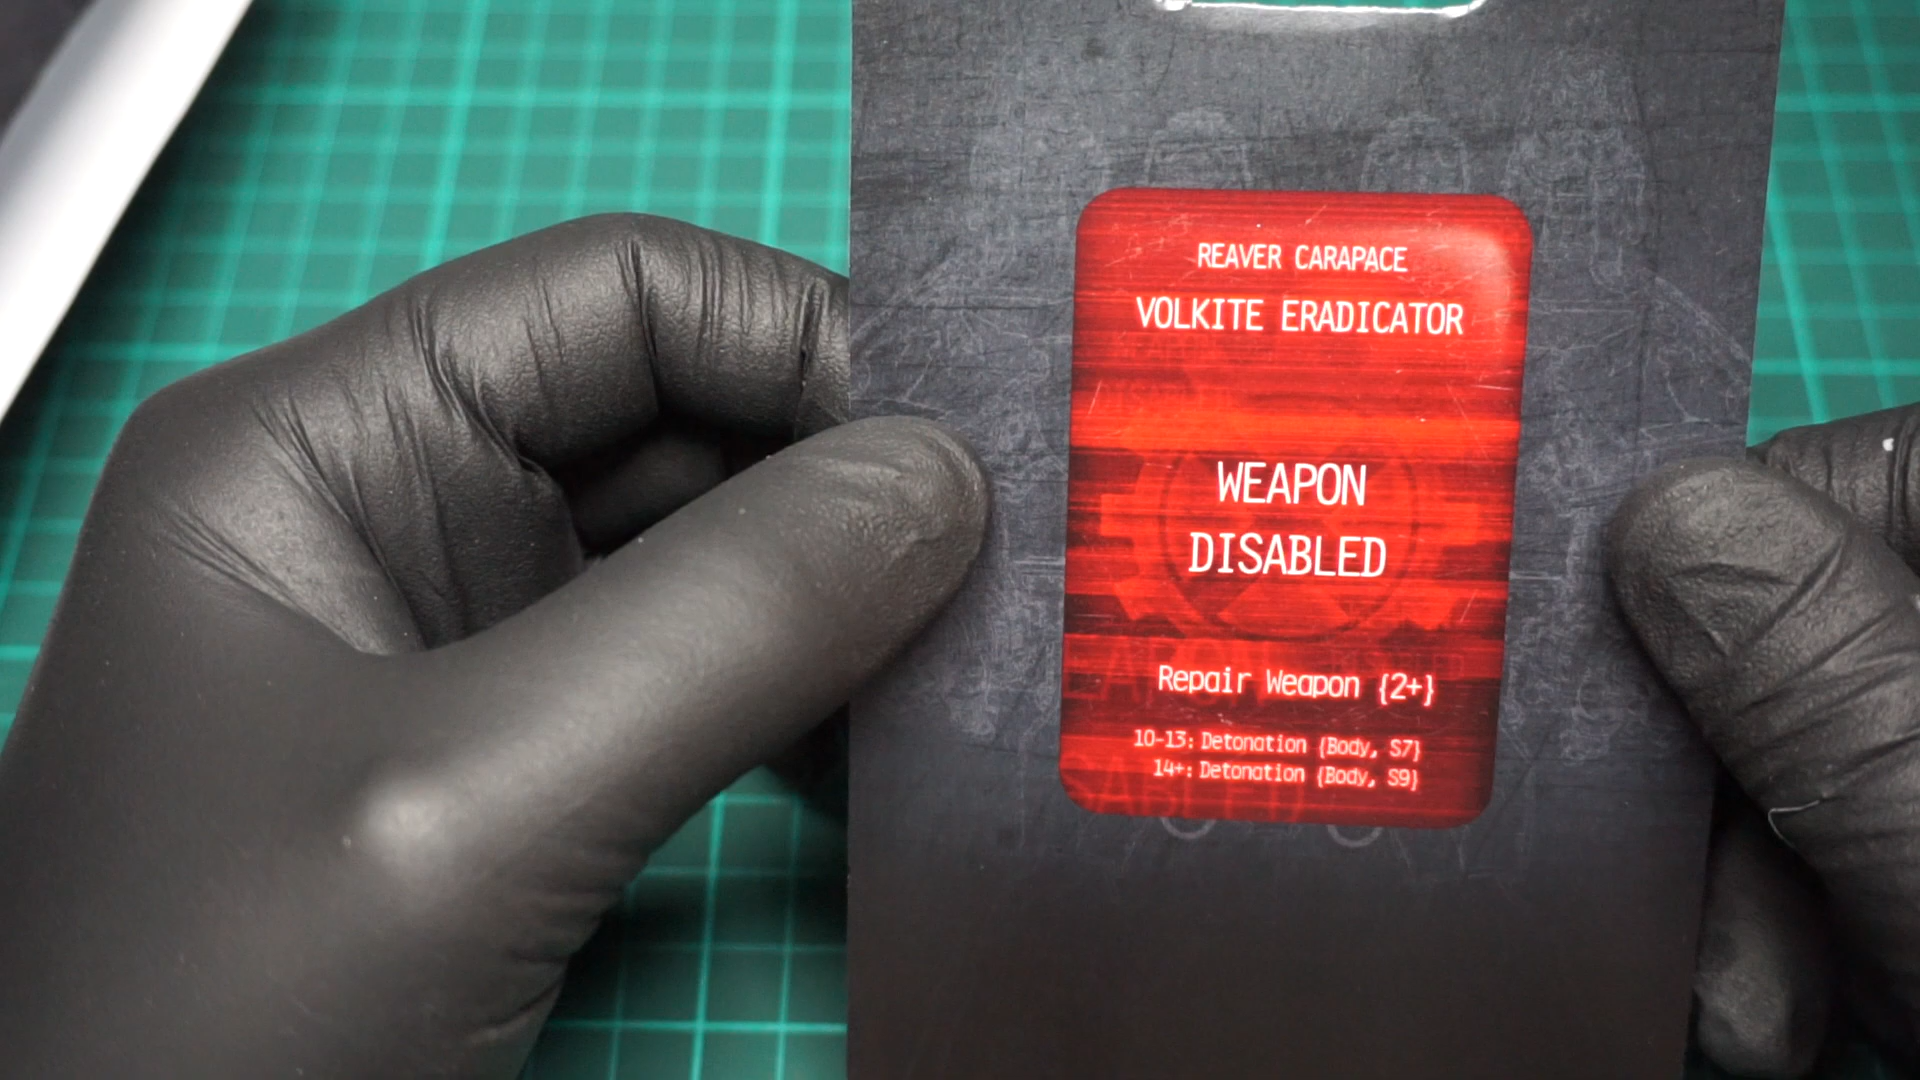 REAVER CARAPACE
VOLKITE ERADICATOR
WEAPON
DISABLED
Repair Weapon {2+}
10-13: Detonation {Body, S7}
14+: Detonation {Body, S9}